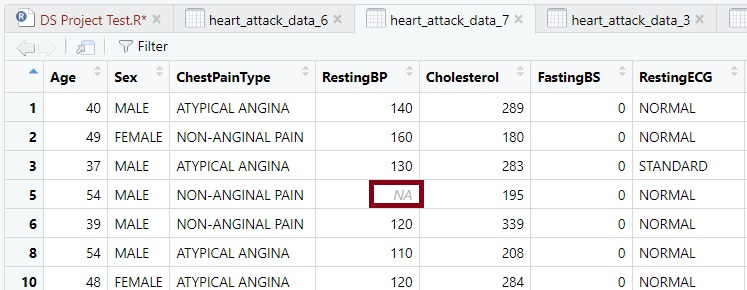 DS Project Test.R* heart_attack_data_6 heart_attack_data_7 heart_attack_data_3
Filter
Age Sex ChestPainType RestingBP Cholesterol FastingBS RestingECG
1 40 MALE ATYPICAL ANGINA 140 289 0 NORMAL
2 49 FEMALE NON-ANGINAL PAIN 160 180 0 NORMAL
3 37 MALE ATYPICAL ANGINA 130 283 0 STANDARD
5 54 MALE NON-ANGINAL PAIN NA 195 0 NORMAL
6 39 MALE NON-ANGINAL PAIN 120 339 0 NORMAL
8 54 MALE ATYPICAL ANGINA 110 208 0 NORMAL
10 48 FEMALE ATYPICAL ANGINA 120 284 0 NORMAL